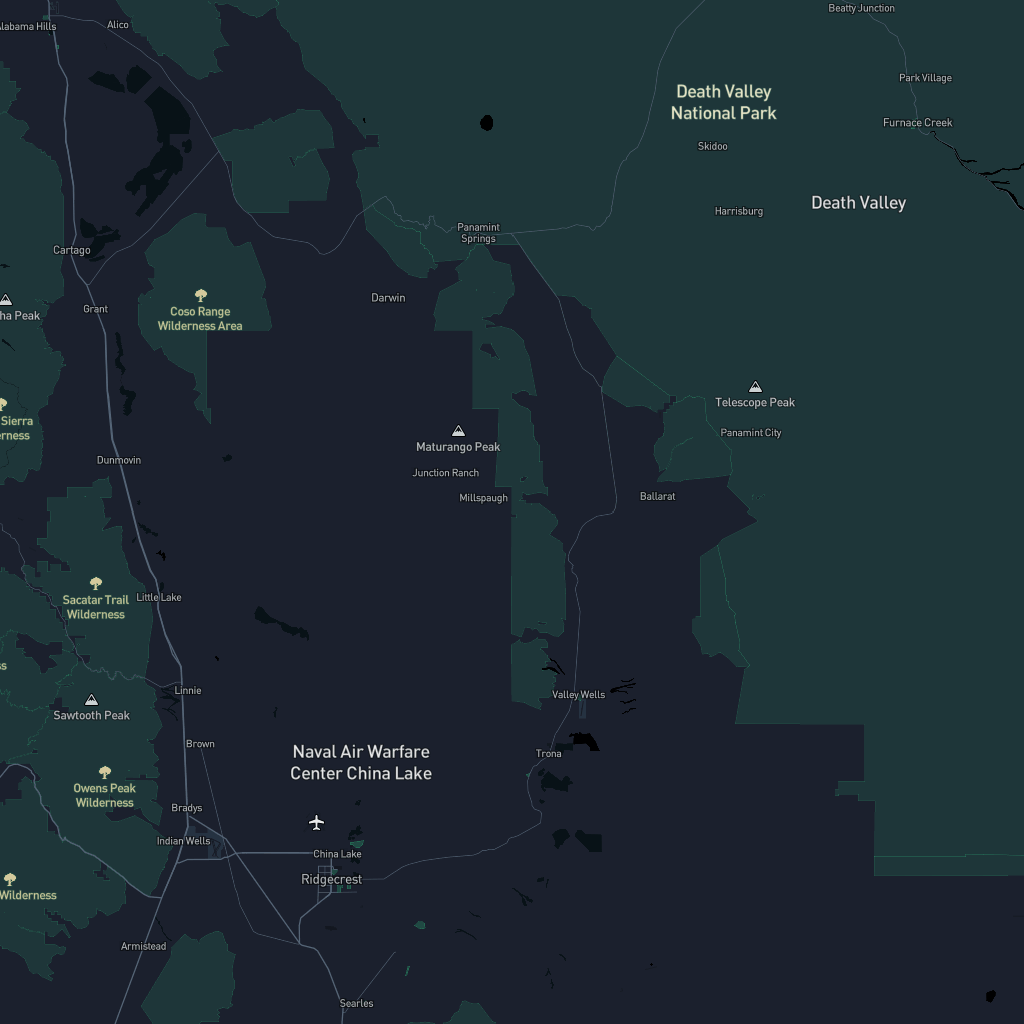 Beatty Junction
Alabama Hills
Alico
Park Village
Death Valley
National Park
Furnace Creek
Skidoo
Death Valley
Harrisburg
Panamint
Springs
Cartago
Darwin
Coso Range
Wilderness Area
Grant
ha Peak
Telescope Peak
Sierra
erness
Panamint City
Maturango Peak
Dunmovin
Junction Ranch
Millspaugh
Ballarat
Sacatar Trail
Wilderness
Little Lake
ss
Linnie
Valley Wells
Sawtooth Peak
Brown
Naval Air Warfare
Center China Lake
Trona
Owens Peak
Wilderness
Bradys
Indian Wells
China Lake
Ridgecrest
Wilderness
Armistead
Searles